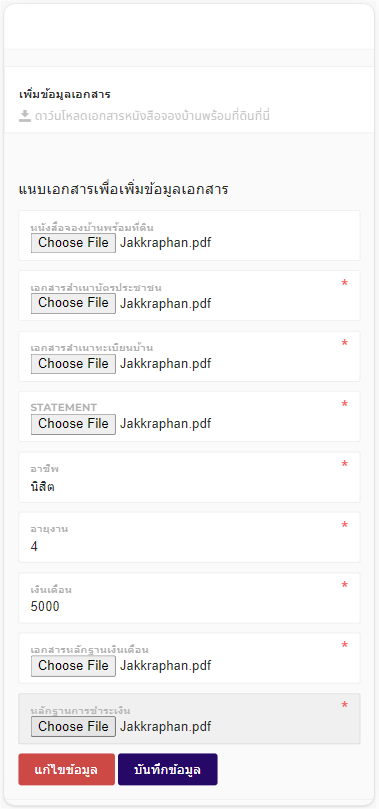 เพิ่มข้อมูลเอกสาร
ดาว์นโหลดเอกสารหนังสือจองบ้านพร้อมที่ดินที่นี่
แนบเอกสารเพื่อเพิ่มข้อมูลเอกสาร
หนังสือจองบ้านพร้อมที่ดิน
Choose File Jakkraphan.pdf
เอกสารสำเนาบัตรประชาชน *
Choose File Jakkraphan.pdf
เอกสารสำเนาทะเบียนบ้าน *
Choose File Jakkraphan.pdf
STATEMENT *
Choose File Jakkraphan.pdf
อาชีพ *
นิสิต
อายุงาน *
4
เงินเดือน *
5000
เอกสารหลักฐานเงินเดือน *
Choose File Jakkraphan.pdf
หลักฐานการชำระเงิน *
Choose File Jakkraphan.pdf
แก้ไขข้อมูล บันทึกข้อมูล